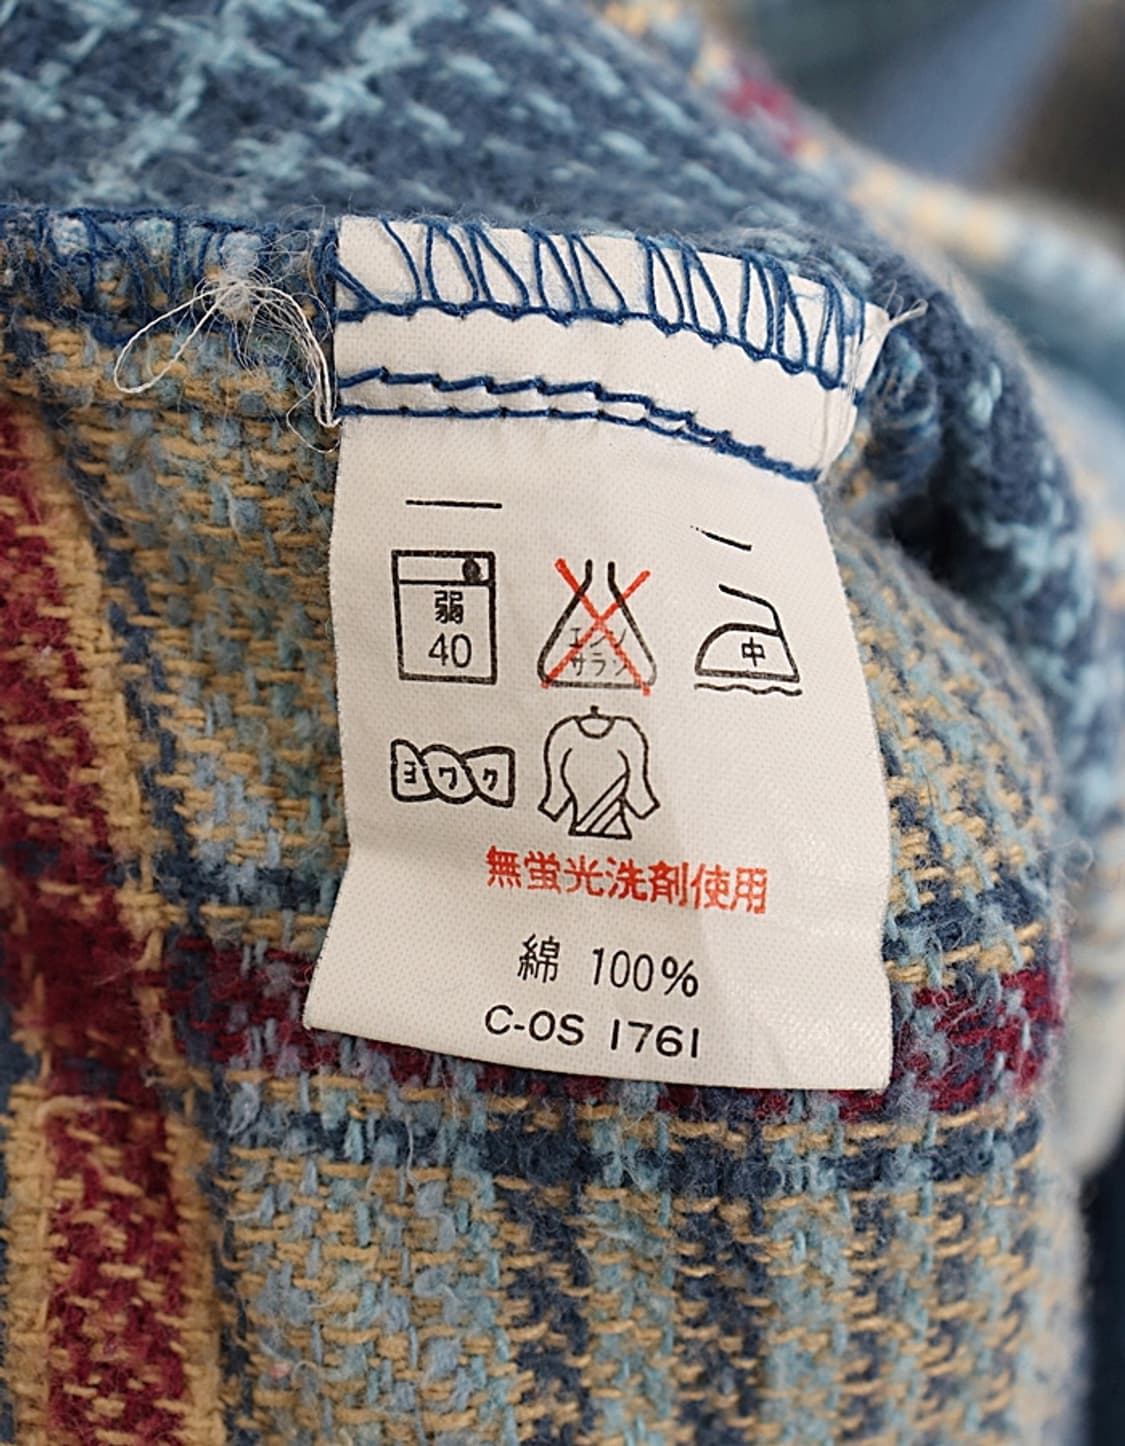 弱
40
エンソ
サラシ
中
ヨワク
無蛍光洗剤使用
綿 100%
C-OS 1761